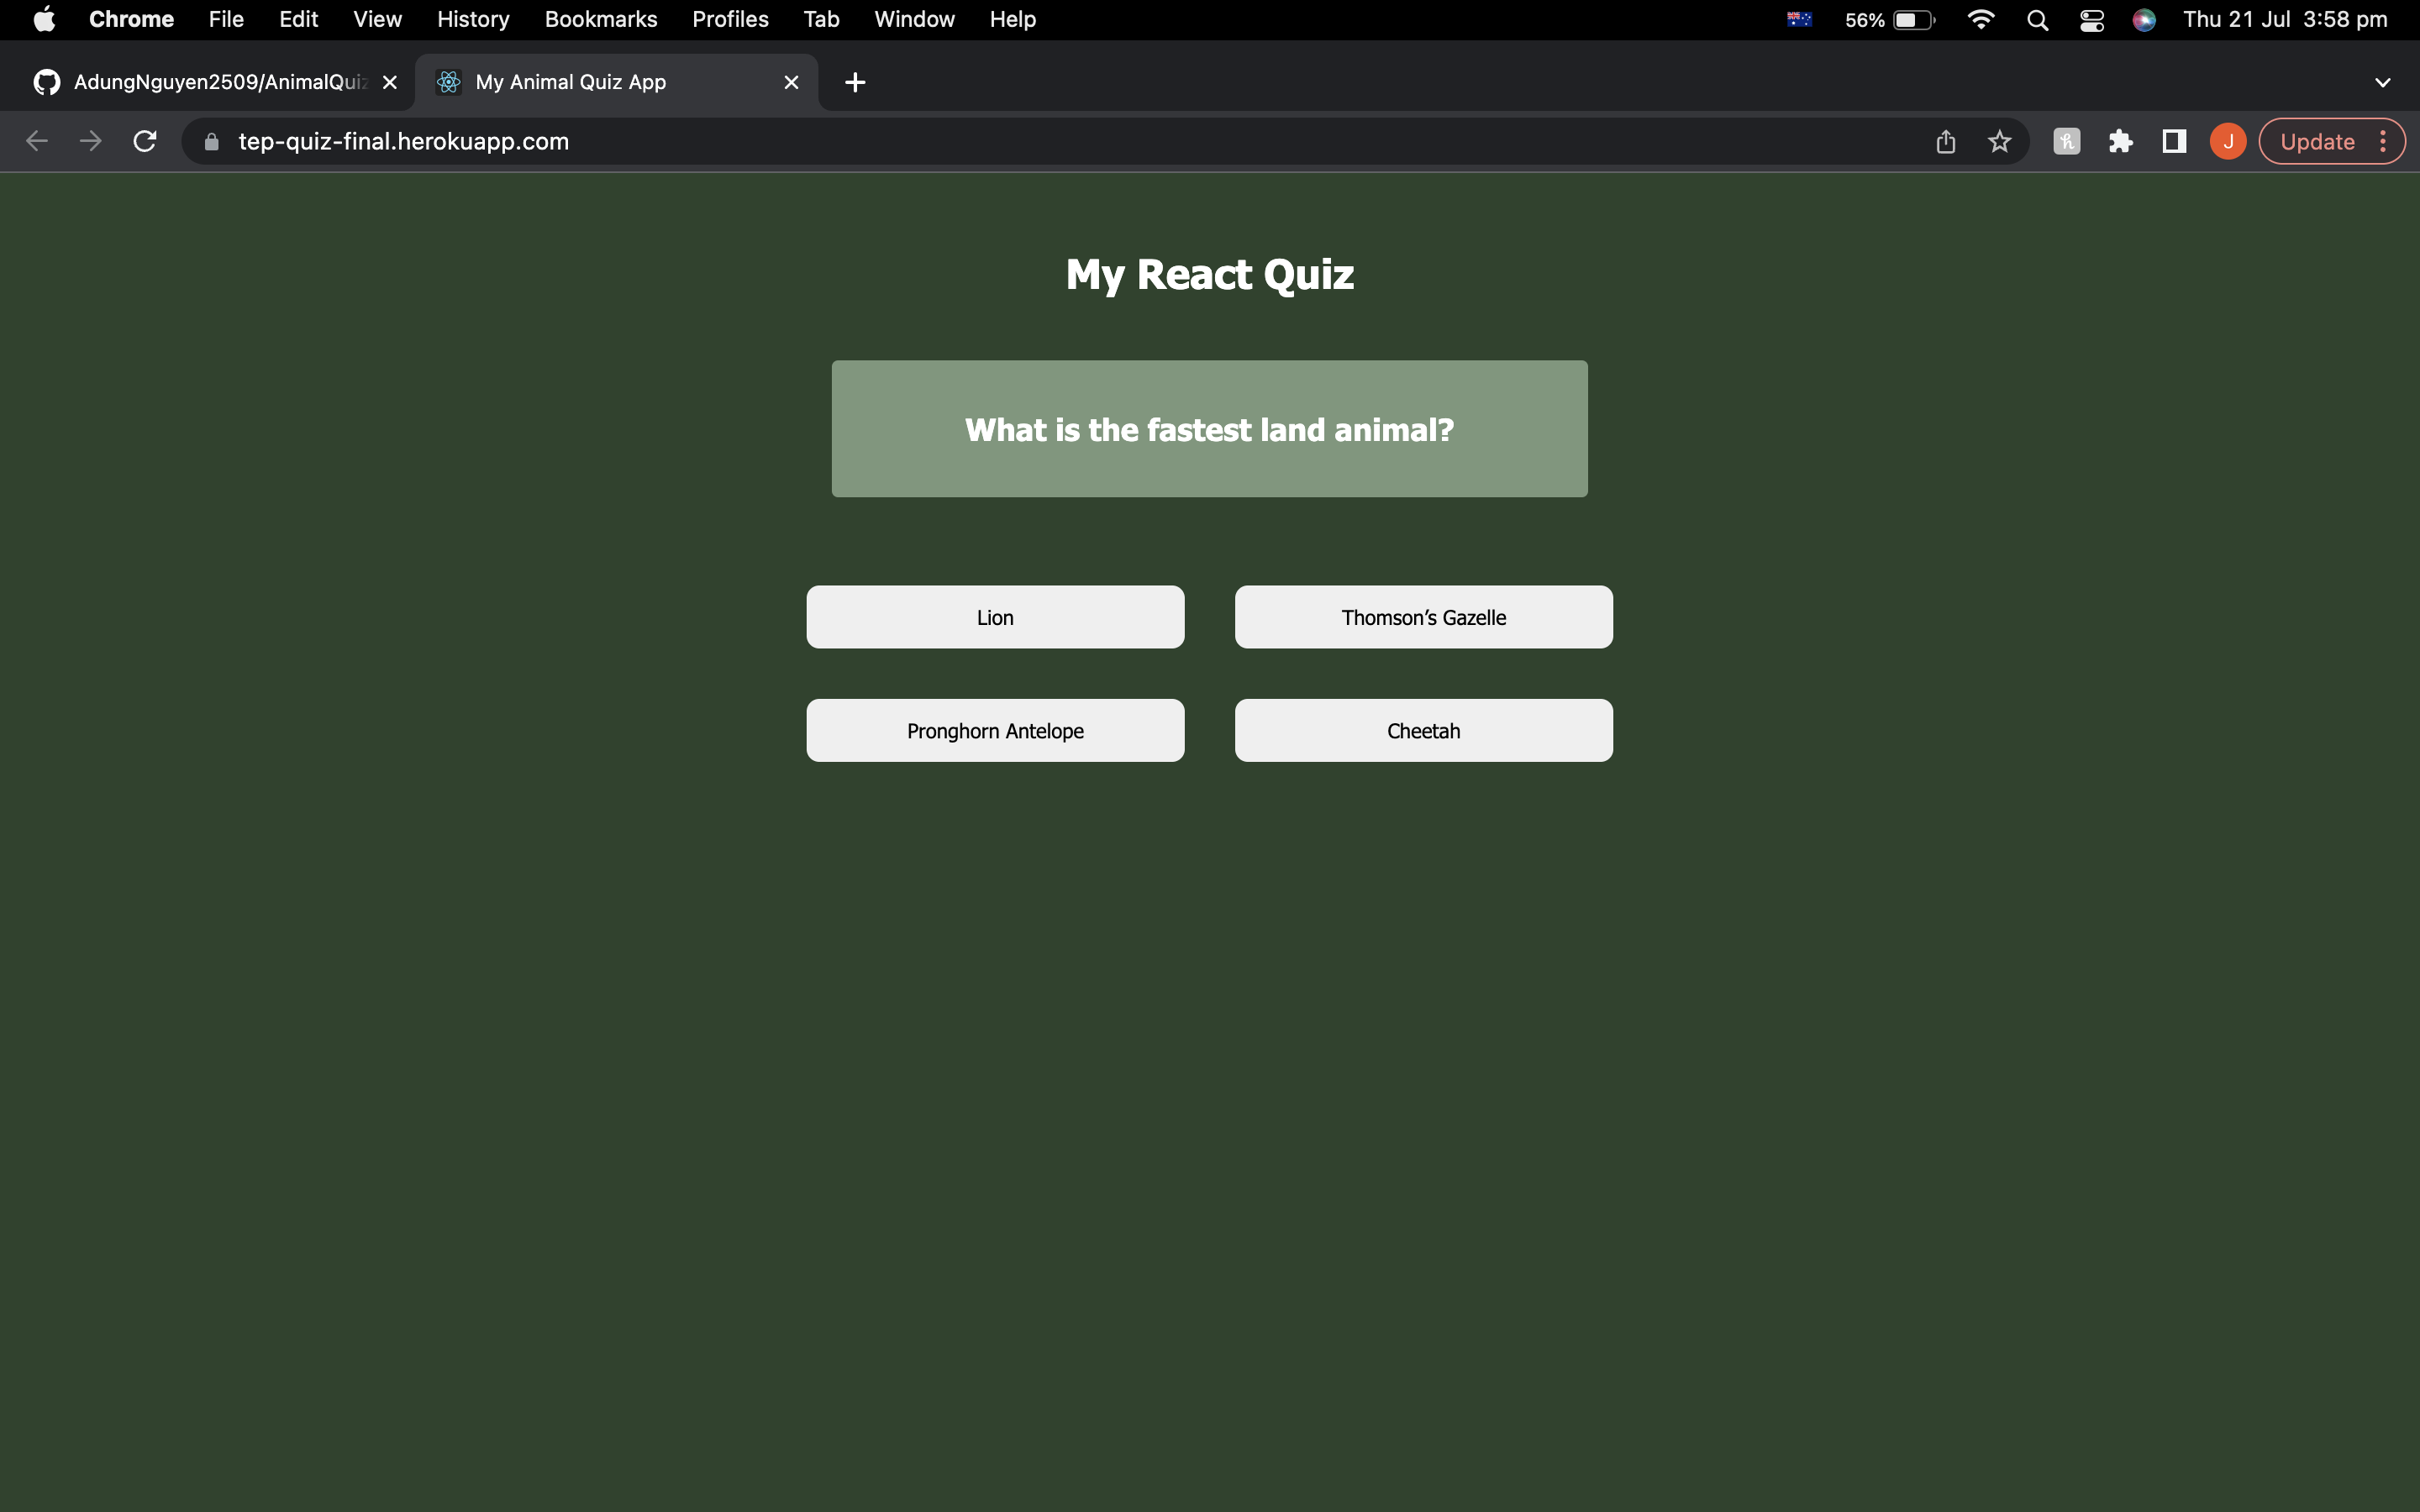 Chrome File Edit View History Bookmarks Profiles Tab Window Help 56% Thu 21 Jul 3:58 pm
AdungNguyen2509/AnimalQuiz My Animal Quiz App
tep-quiz-final.herokuapp.com J Update
My React Quiz
What is the fastest land animal?
Lion Thomson’s Gazelle
Pronghorn Antelope Cheetah